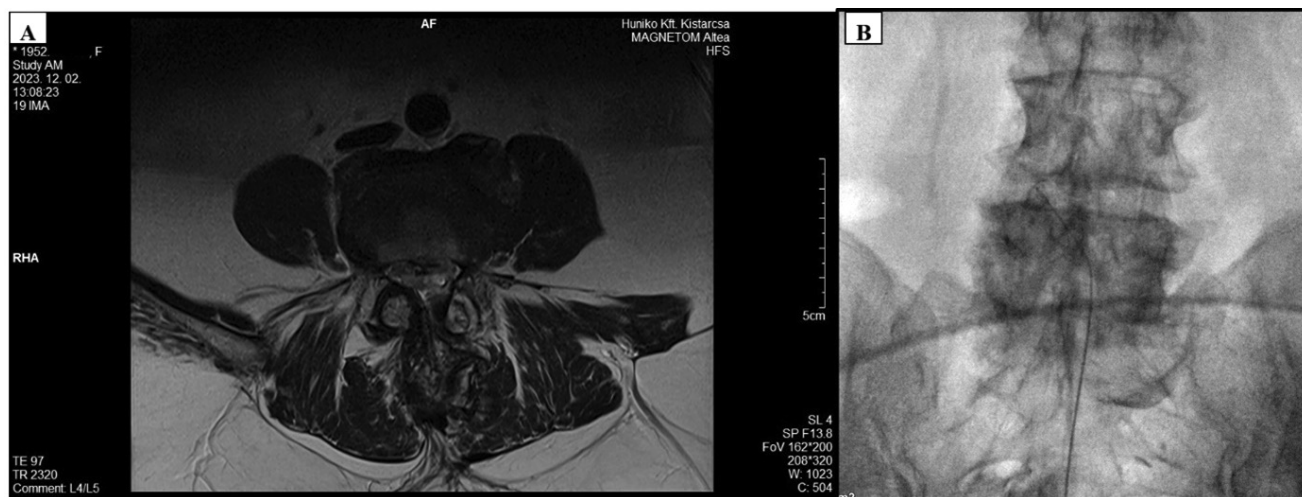 A
* 1952. , F
Study AM
2023. 12. 02.
13:08:23
19 IMA
AF
Huniko Kft. Kistarcsa
MAGNETOM Altea
HFS
RHA
5cm
TE 97
TR 2320
Comment: L4/L5
SL 4
SP F13.8
FoV 162*200
208*320
W: 1023
C: 504
B